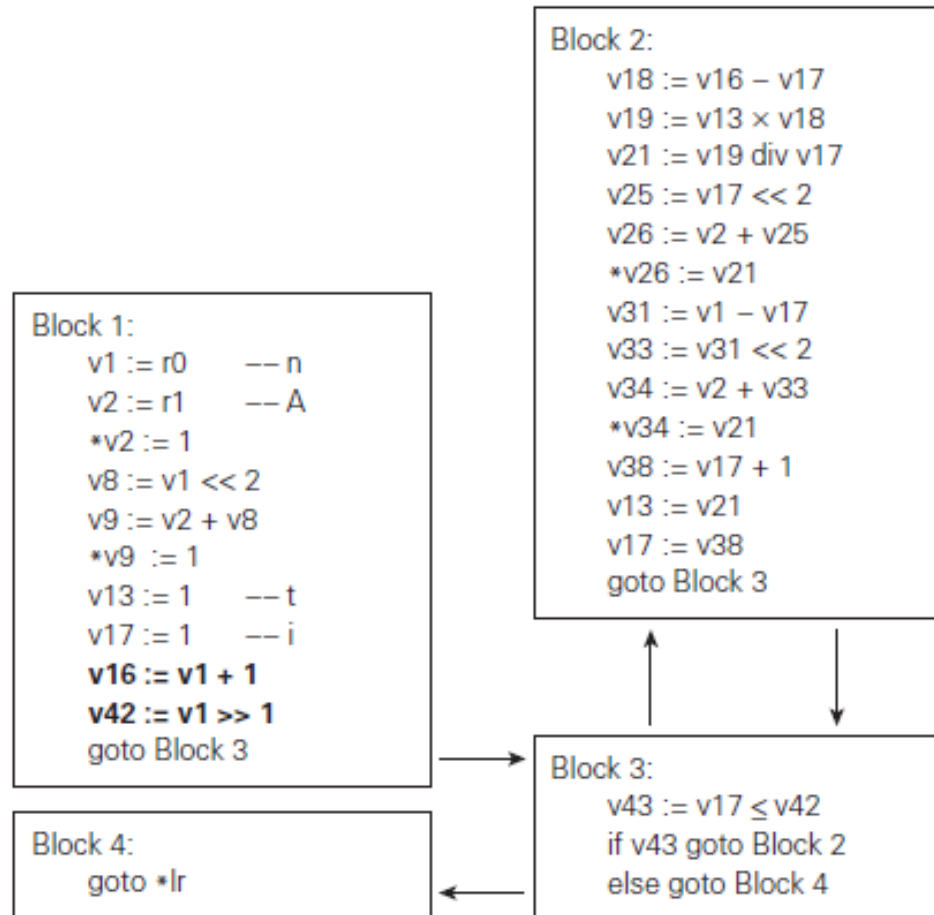 Block 1:
v1 := r0 –– n
v2 := r1 –– A
*v2 := 1
v8 := v1 << 2
v9 := v2 + v8
*v9 := 1
v13 := 1 –– t
v17 := 1 –– i
v16 := v1 + 1
v42 := v1 >> 1
goto Block 3
Block 2:
v18 := v16 – v17
v19 := v13 × v18
v21 := v19 div v17
v25 := v17 << 2
v26 := v2 + v25
*v26 := v21
v31 := v1 – v17
v33 := v31 << 2
v34 := v2 + v33
*v34 := v21
v38 := v17 + 1
v13 := v21
v17 := v38
goto Block 3
Block 3:
v43 := v17 ≤ v42
if v43 goto Block 2
else goto Block 4
Block 4:
goto *lr